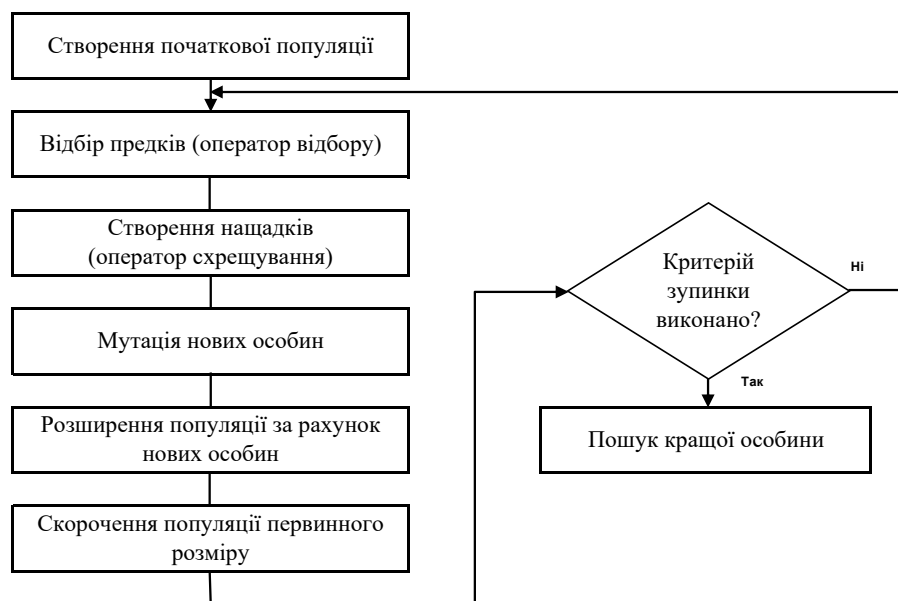 Створення початкової популяції
Відбір предків (оператор відбору)
Створення нащадків
(оператор схрещування)
Мутація нових особин
Розширення популяції за рахунок
нових особин
Скорочення популяції первинного
розміру
Критерій
зупинки
виконано?
Ні
Так
Пошук кращої особини